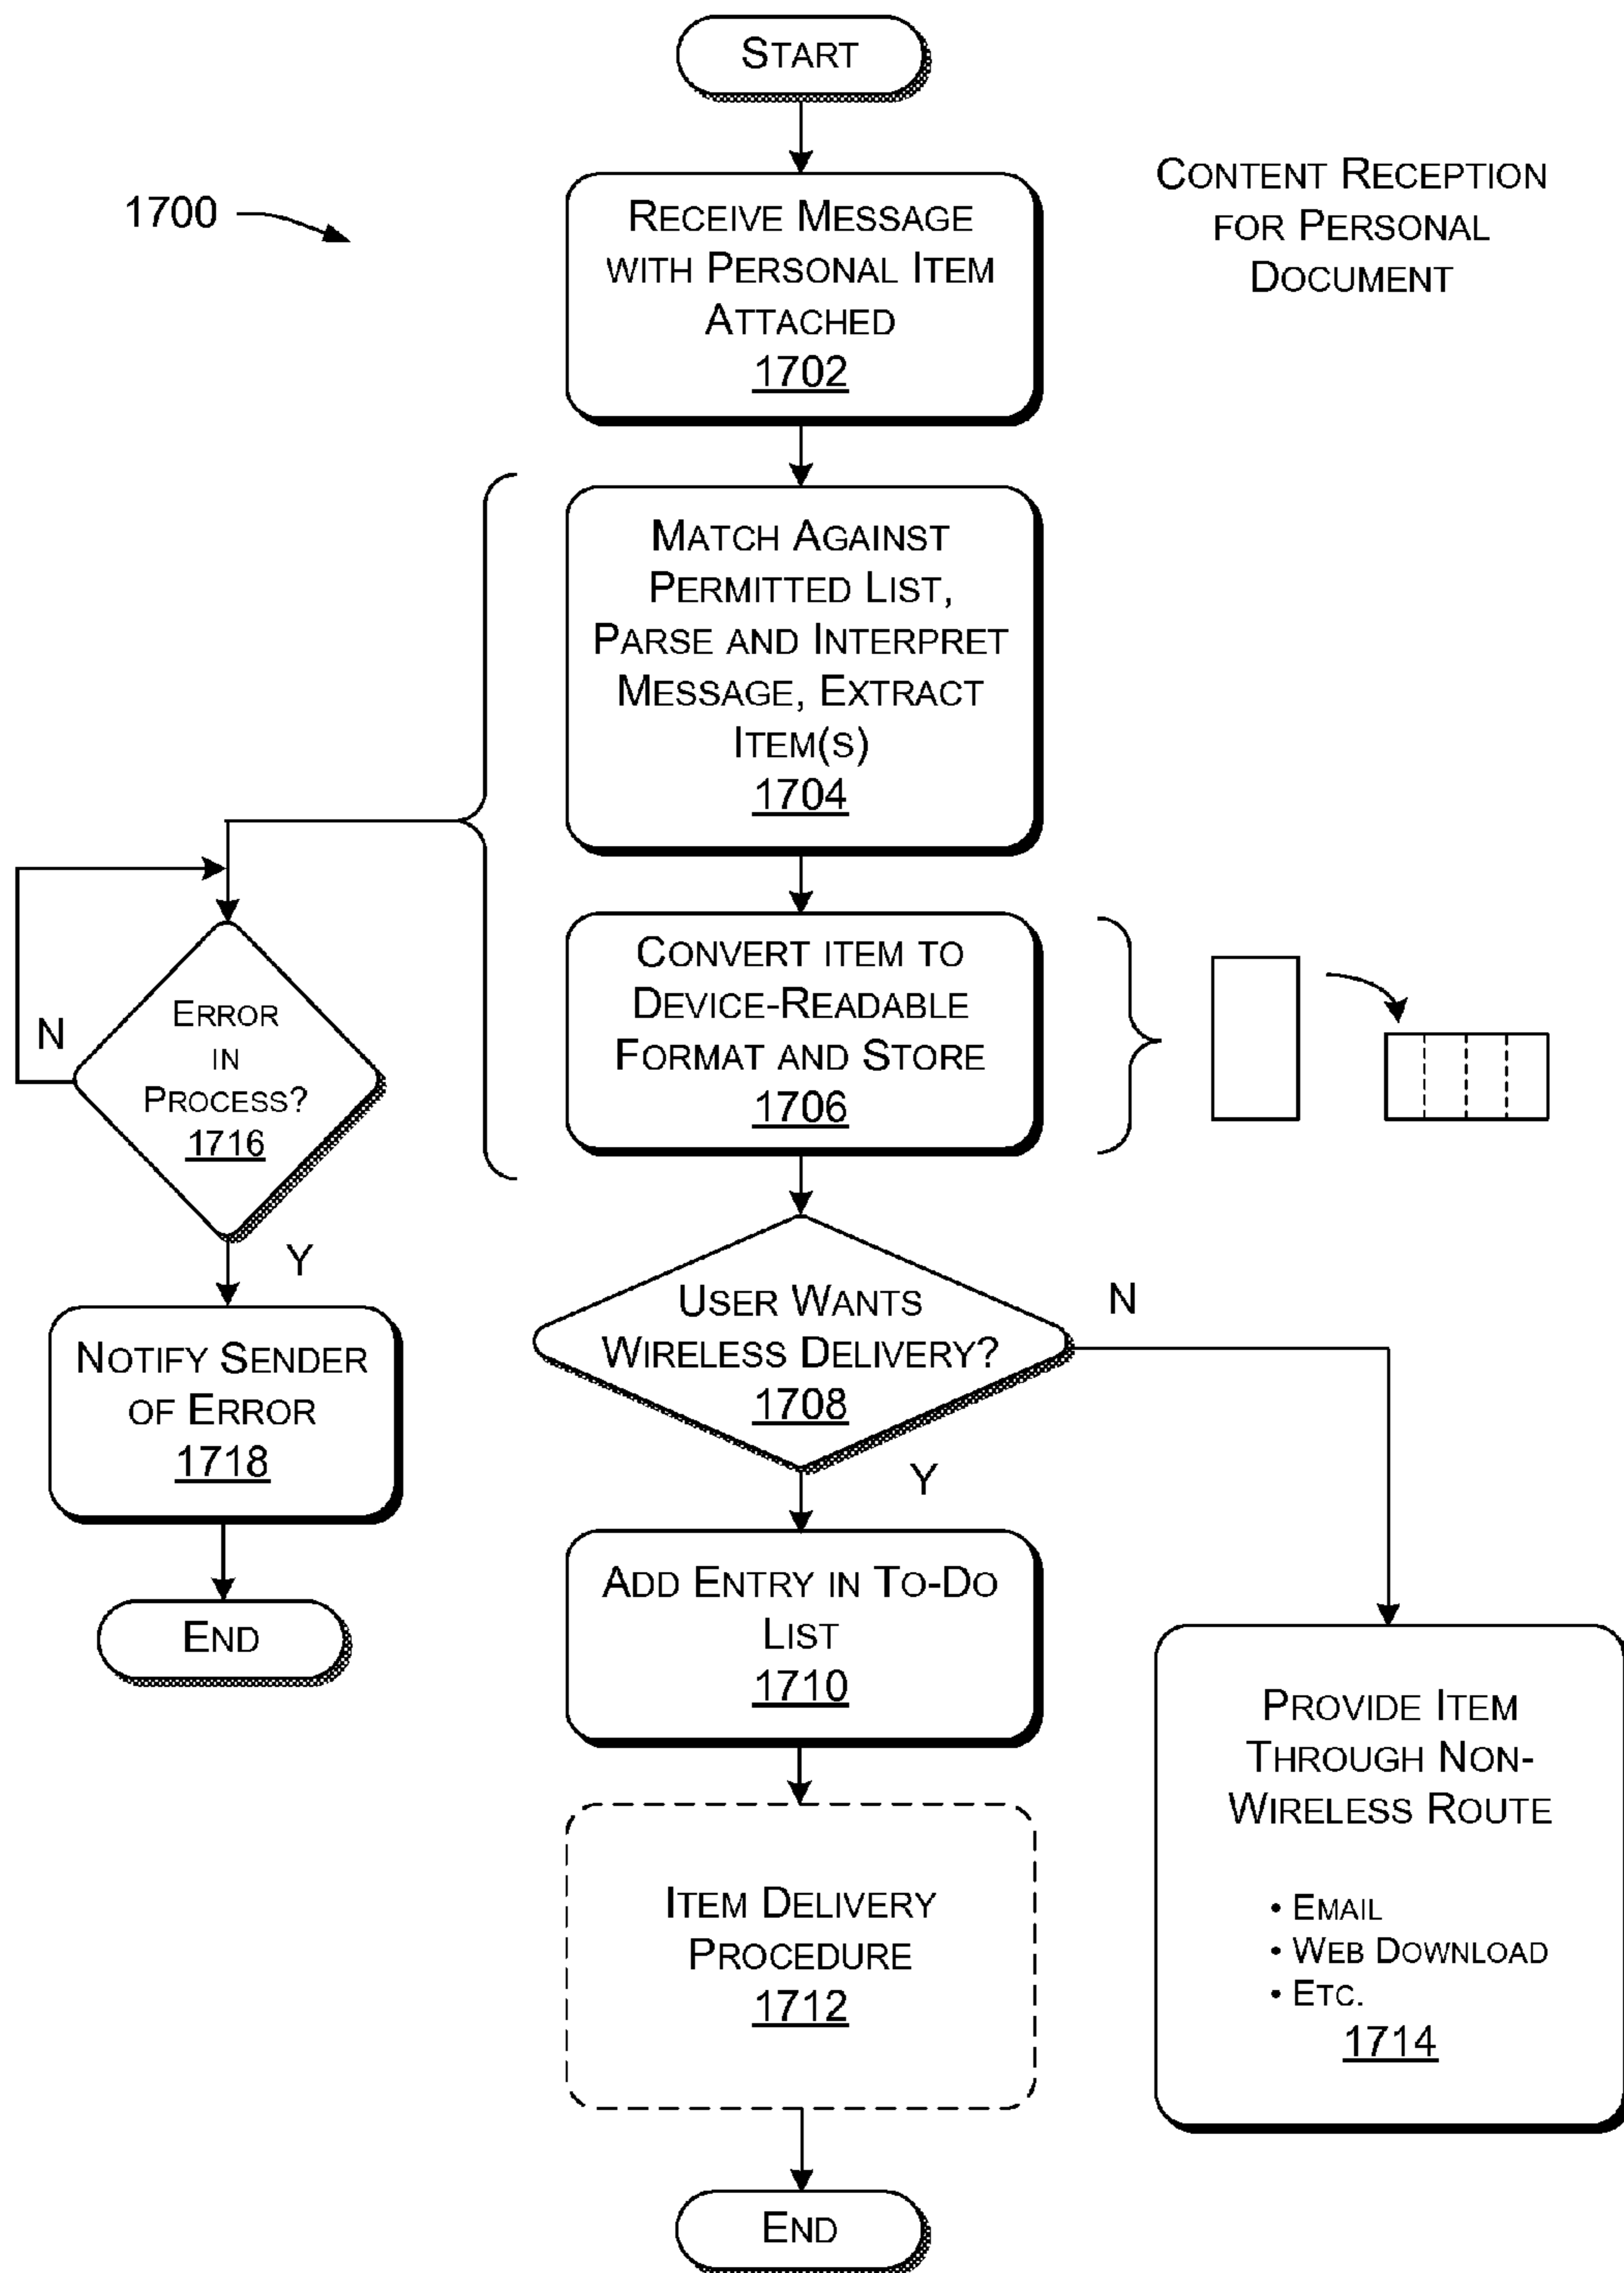 START
1700
RECEIVE MESSAGE
WITH PERSONAL ITEM
ATTACHED
1702
CONTENT RECEPTION
FOR PERSONAL
DOCUMENT
MATCH AGAINST
PERMITTED LIST,
PARSE AND INTERPRET
MESSAGE, EXTRACT
ITEM(S)
1704
CONVERT ITEM TO
DEVICE-READABLE
FORMAT AND STORE
1706
ERROR
IN
PROCESS?
1716
N
Y
NOTIFY SENDER
OF ERROR
1718
END
USER WANTS
WIRELESS DELIVERY?
1708
N
Y
ADD ENTRY IN TO-DO
LIST
1710
ITEM DELIVERY
PROCEDURE
1712
END
PROVIDE ITEM
THROUGH NON-
WIRELESS ROUTE
• EMAIL
• WEB DOWNLOAD
• ETC.
1714